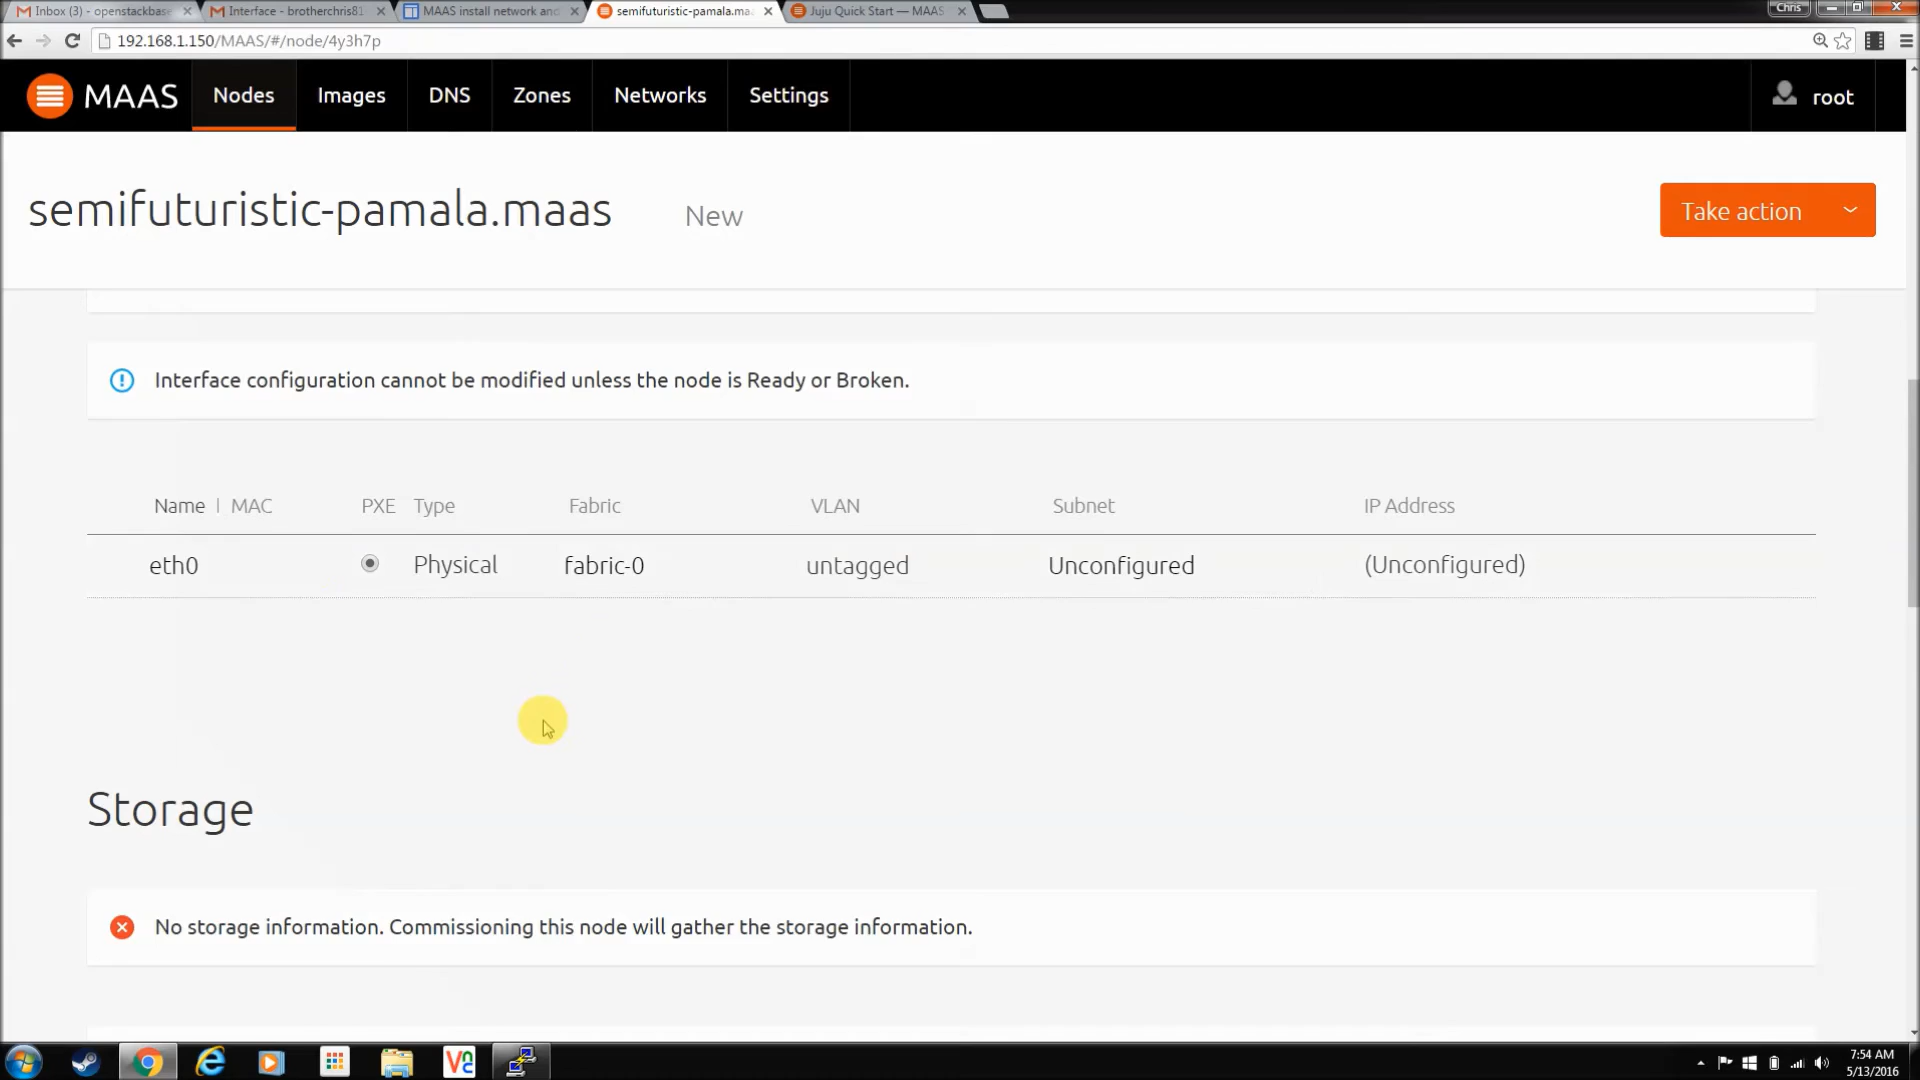 Inbox (3) - openstackbase
Interface - brotherchris81
MAAS install network and
semifuturistic-pamala.maa
Juju Quick Start — MAAS
Chris
192.168.1.150/MAAS/#/node/4y3h7p
MAAS
Nodes
Images
DNS
Zones
Networks
Settings
root
semifuturistic-pamala.maas
New
Take action
Interface configuration cannot be modified unless the node is Ready or Broken.
Name | MAC
PXE
Type
Fabric
VLAN
Subnet
IP Address
eth0
Physical
fabric-0
untagged
Unconfigured
(Unconfigured)
Storage
No storage information. Commissioning this node will gather the storage information.
7:54 AM
5/13/2016